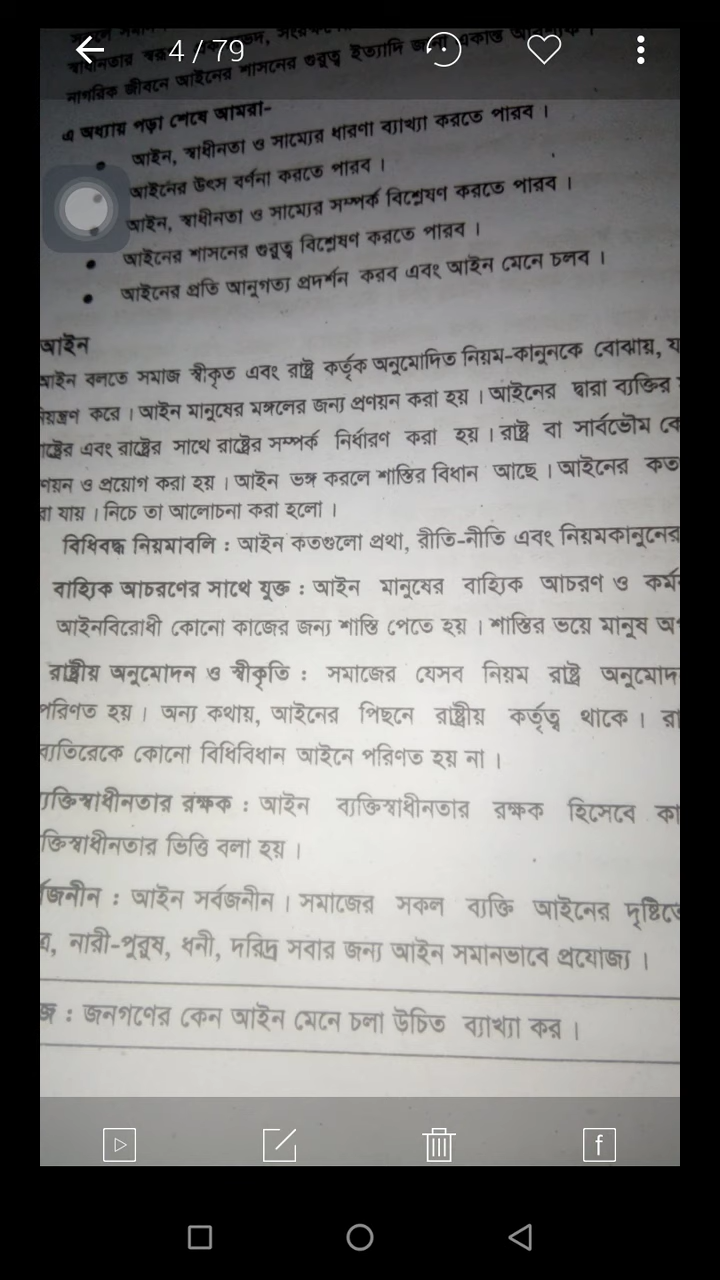 4 / 79
নাগরিক জীবনে আইনের শাসনের গুরুত্ব ইত্যাদি জানা একান্ত
এ অধ্যায় পড়া শেষে আমরা-
• আইন, স্বাধীনতা ও সাম্যের ধারণা ব্যাখ্যা করতে পারব ।
আইনের উৎস বর্ণনা করতে পারব ।
• আইন, স্বাধীনতা ও সাম্যের সম্পর্ক বিশ্লেষণ করতে পারব ।
• আইনের শাসনের গুরুত্ব বিশ্লেষণ করতে পারব ।
• আইনের প্রতি আনুগত্য প্রদর্শন করব এবং আইন মেনে চলব ।
আইন
আইন বলতে সমাজ স্বীকৃত এবং রাষ্ট্র কর্তৃক অনুমোদিত নিয়ম-কানুনকে বোঝায়, য
য়ন্ত্রণ করে । আইন মানুষের মঙ্গলের জন্য প্রণয়ন করা হয় । আইনের দ্বারা ব্যক্তির
ষ্ট্রের এবং রাষ্ট্রের সাথে রাষ্ট্রের সম্পর্ক নির্ধারণ করা হয় । রাষ্ট্র বা সার্বভৌম কে
ণয়ন ও প্রয়োগ করা হয় । আইন ভঙ্গ করলে শাস্তির বিধান আছে । আইনের কত
রা যায় । নিচে তা আলোচনা করা হলো ।
বিধিবদ্ধ নিয়মাবলি : আইন কতগুলো প্রথা, রীতি-নীতি এবং নিয়মকানুনের
বাহ্যিক আচরণের সাথে যুক্ত : আইন মানুষের বাহ্যিক আচরণ ও কর্ম
আইনবিরোধী কোনো কাজের জন্য শাস্তি পেতে হয় । শাস্তির ভয়ে মানুষ অ
রাষ্ট্রীয় অনুমোদন ও স্বীকৃতি : সমাজের যেসব নিয়ম রাষ্ট্র অনুমোদ
পরিণত হয় । অন্য কথায়, আইনের পিছনে রাষ্ট্রীয় কর্তৃত্ব থাকে । রা
ব্যতিরেকে কোনো বিধিবিধান আইনে পরিণত হয় না ।
্যক্তিস্বাধীনতার রক্ষক : আইন ব্যক্তিস্বাধীনতার রক্ষক হিসেবে কা
ক্তিস্বাধীনতার ভিত্তি বলা হয় ।
র্বজনীন : আইন সর্বজনীন । সমাজের সকল ব্যক্তি আইনের দৃষ্টিতে
নারী-পুরুষ, ধনী, দরিদ্র সবার জন্য আইন সমানভাবে প্রযোজ্য ।
জ : জনগণের কেন আইন মেনে চলা উচিত ব্যাখ্যা কর ।
f